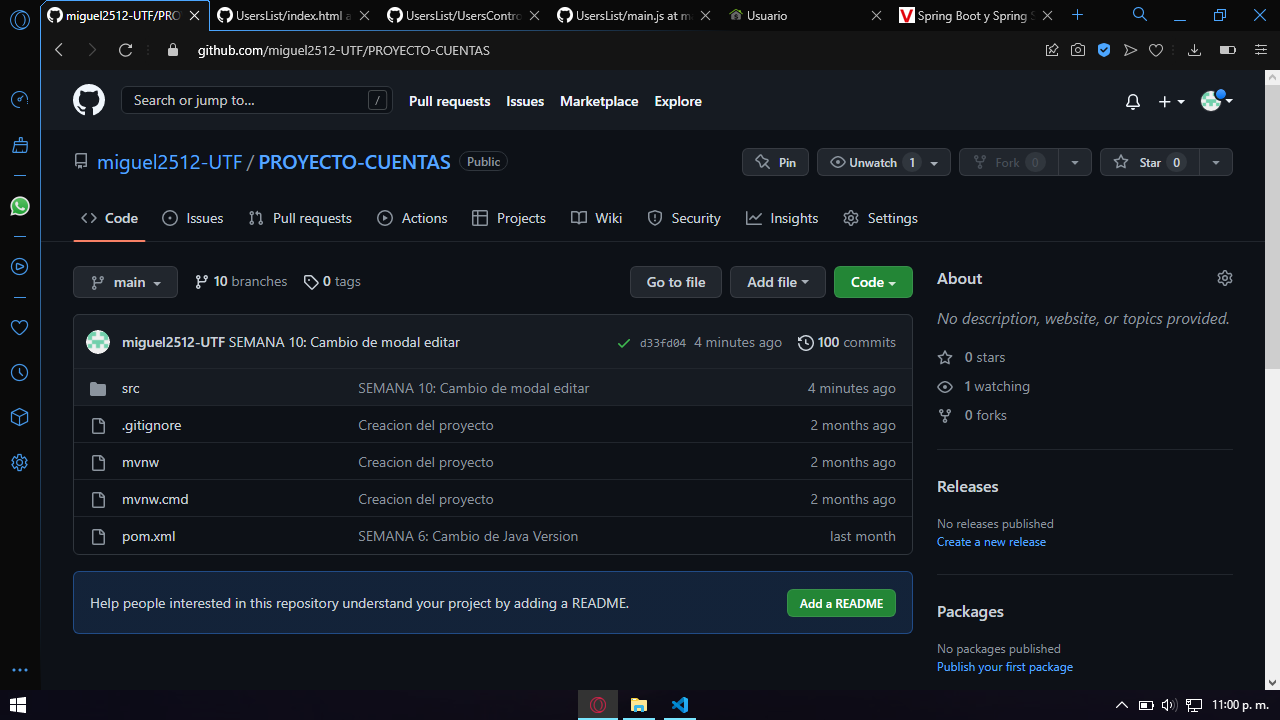 miguel2512-UTF/PRO
UsersList/index.html a
UsersList/UsersContro
UsersList/main.js at m
Usuario
Spring Boot y Spring S
github.com/miguel2512-UTF/PROYECTO-CUENTAS
Search or jump to... /
Pull requests Issues Marketplace Explore
miguel2512-UTF / PROYECTO-CUENTAS Public
Pin Unwatch 1 Fork 0 Star 0
Code Issues Pull requests Actions Projects Wiki Security Insights Settings
main 10 branches 0 tags Go to file Add file Code
miguel2512-UTF SEMANA 10: Cambio de modal editar d33fd04 4 minutes ago 100 commits
src SEMANA 10: Cambio de modal editar 4 minutes ago
.gitignore Creacion del proyecto 2 months ago
mvnw Creacion del proyecto 2 months ago
mvnw.cmd Creacion del proyecto 2 months ago
pom.xml SEMANA 6: Cambio de Java Version last month
Help people interested in this repository understand your project by adding a README. Add a README
About
No description, website, or topics provided.
0 stars
1 watching
0 forks
Releases
No releases published
Create a new release
Packages
No packages published
Publish your first package
11:00 p. m.